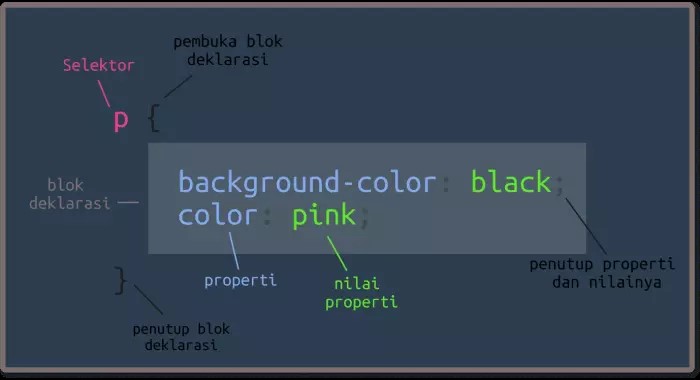 pembuka blok
deklarasi
Selektor
p {
blok
deklarasi
background-color: black;
color: pink;
properti
nilai
properti
penutup properti
dan nilainya
}
penutup blok
deklarasi